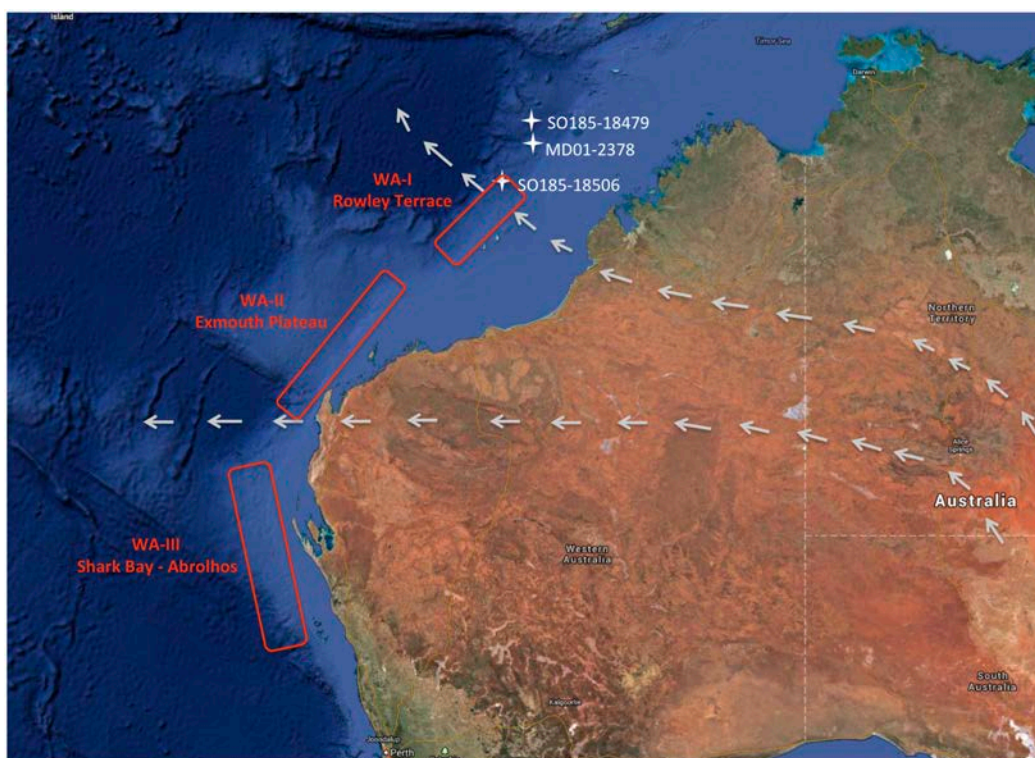 Island
Timor Sea
Darwin
SO185-18479
MD01-2378
SO185-18506
WA-I
Rowley Terrace
WA-II
Exmouth Plateau
Northern
Territory
Alice
Springs
Australia
WA-III
Shark Bay - Abrolhos
Western
Australia
South
Australia
Kalgoorlie
Joondalup
Perth